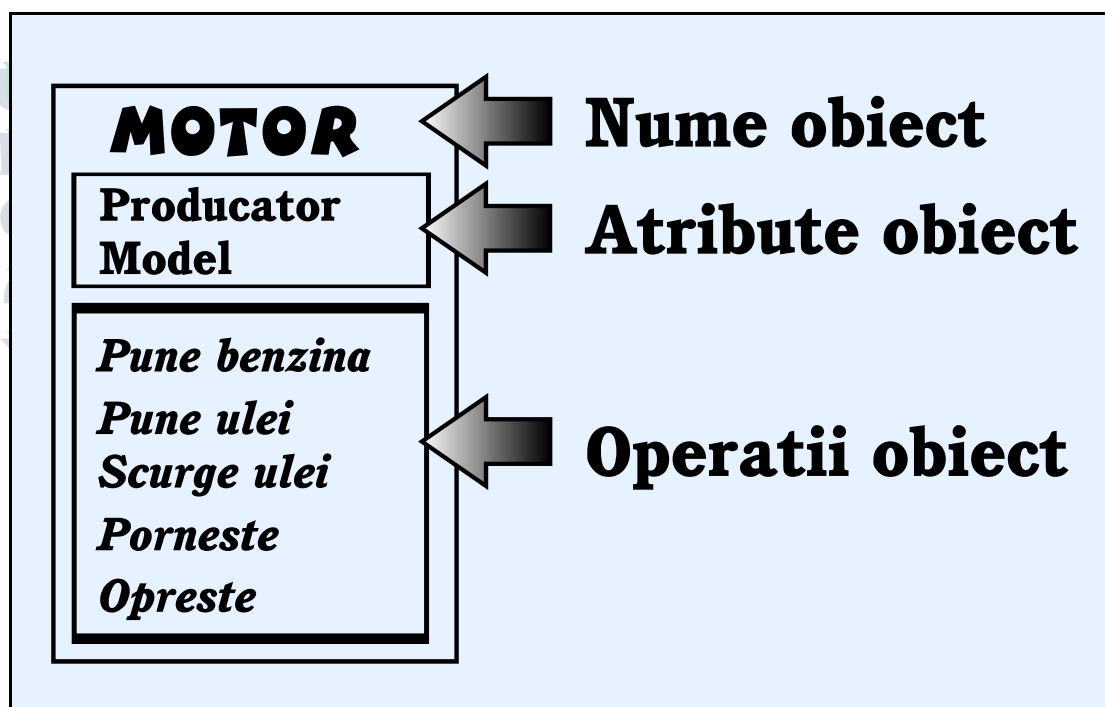 MOTOR
Nume obiect
Producator
Model
Atribute obiect
Pune benzina
Pune ulei
Scurge ulei
Porneste
Opreste
Operatii obiect